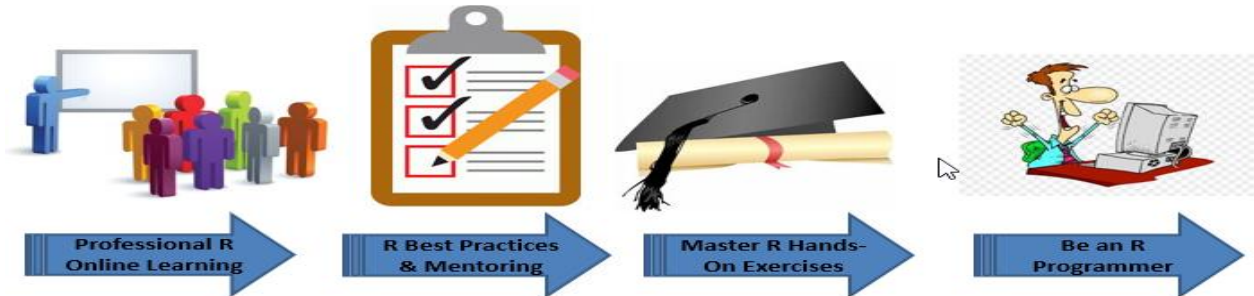 Professional R
Online Learning
R Best Practices
& Mentoring
Master R Hands-
On Exercises
Be an R
Programmer